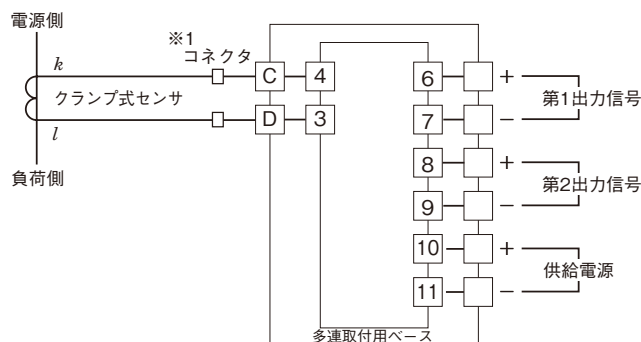 電源側
※1
コネクタ
k
クランプ式センサ
l
負荷側
C
4
D
3
6
+
7
−
第1出力信号
8
+
9
−
第2出力信号
10
+
11
−
供給電源
多連取付用ベース